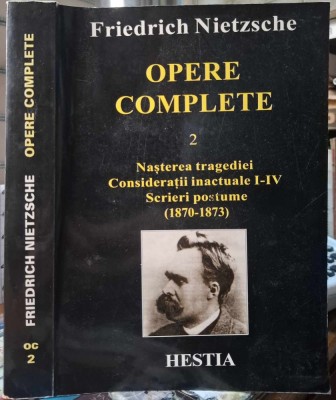 Friedrich Nietzsche
OPERE
COMPLETE
2
Nașterea tragediei
Considerații inactuale I-IV
Scrieri postume
(1870-1873)
HESTIA
FRIEDRICH NIETZSCHE OPERE COMPLETE
OC
2